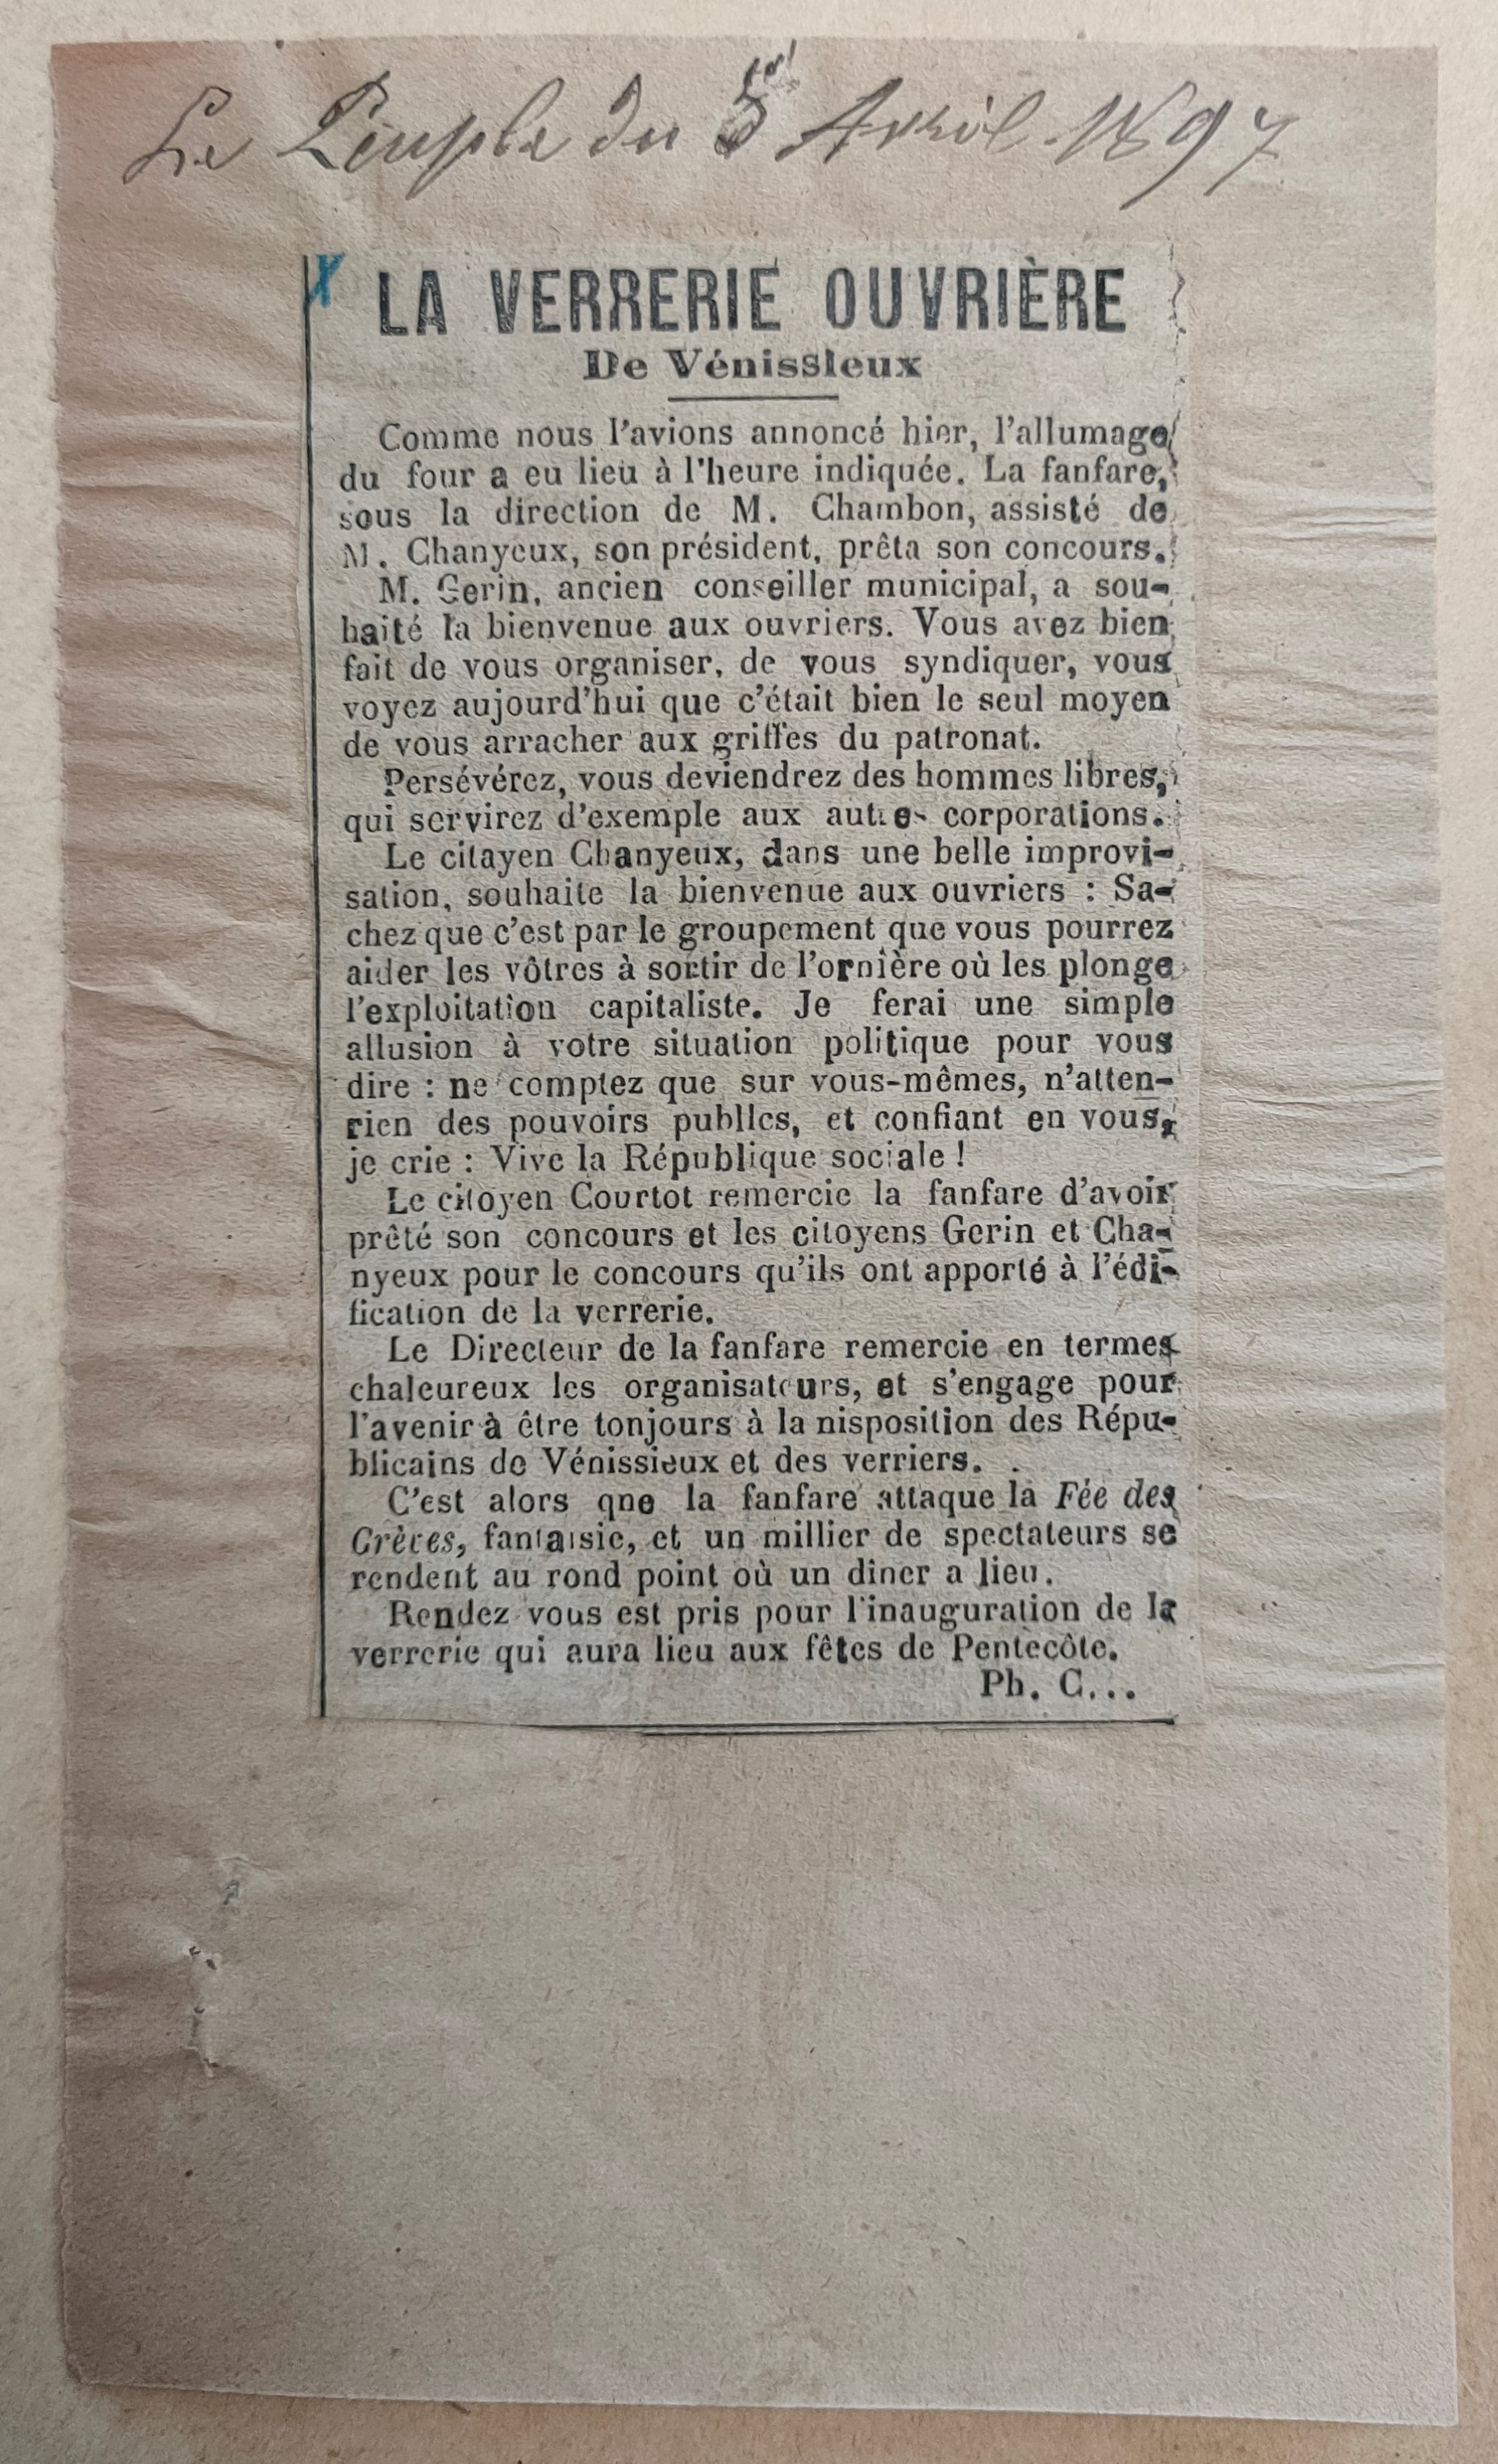 Le Peuple du 5 Avril 1897
LA VERRERIE OUVRIÈRE
De Vénissieux
Comme nous l'avions annoncé hier, l'allumage
du four a eu lieu à l'heure indiquée. La fanfare,
sous la direction de M. Chambon, assisté de
M. Chanyeux, son président, prêta son concours.
M. Gerin, ancien conseiller municipal, a sou-
haité la bienvenue aux ouvriers. Vous avez bien
fait de vous organiser, de vous syndiquer, vous
voyez aujourd'hui que c'était bien le seul moyen
de vous arracher aux griffes du patronat.
Persévérez, vous deviendrez des hommes libres,
qui servirez d'exemple aux autres corporations.
Le citayen Chanyeux, dans une belle improvi-
sation, souhaite la bienvenue aux ouvriers : Sa-
chez que c'est par le groupement que vous pourrez
aider les vôtres à sortir de l'ornière où les plonge
l'exploitation capitaliste. Je ferai une simple
allusion à votre situation politique pour vous
dire : ne comptez que sur vous-mêmes, n'atten-
rien des pouvoirs publics, et confiant en vous,
je crie : Vive la République sociale !
Le citoyen Courtot remercie la fanfare d'avoir
prêté son concours et les citoyens Gerin et Cha-
nyeux pour le concours qu'ils ont apporté à l'édi-
fication de la verrerie.
Le Directeur de la fanfare remercie en termes
chaleureux les organisateurs, et s'engage pour
l'avenir à être tonjours à la nisposition des Répu-
blicains de Vénissieux et des verriers.
C'est alors qne la fanfare attaque la Fée des
Grèves, fantaisie, et un millier de spectateurs se
rendent au rond point où un diner a lieu.
Rendez vous est pris pour l'inauguration de la
verrerie qui aura lieu aux fêtes de Pentecôte.
Ph. C...